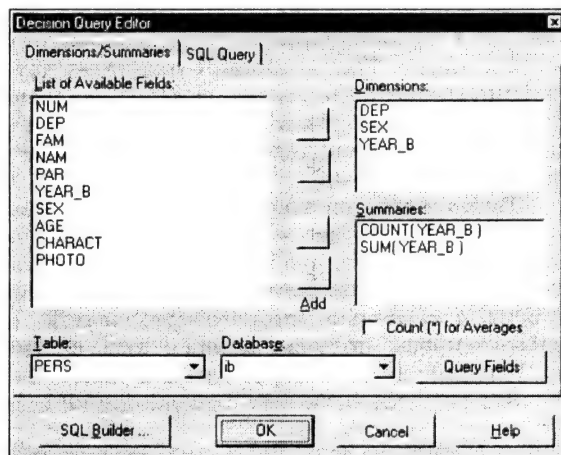 Decision Query Editor
Dimensions/Summaries
SQL Query
List of Available Fields:
NUM
DEP
FAM
NAM
PAR
YEAR_B
SEX
AGE
CHARACT
PHOTO
Add
Dimensions:
DEP
SEX
YEAR_B
Summaries:
COUNT( YEAR_B )
SUM( YEAR_B )
Count (*) for Averages
Table:
PERS
Database:
ib
Query Fields
SQL Builder ...
OK
Cancel
Help